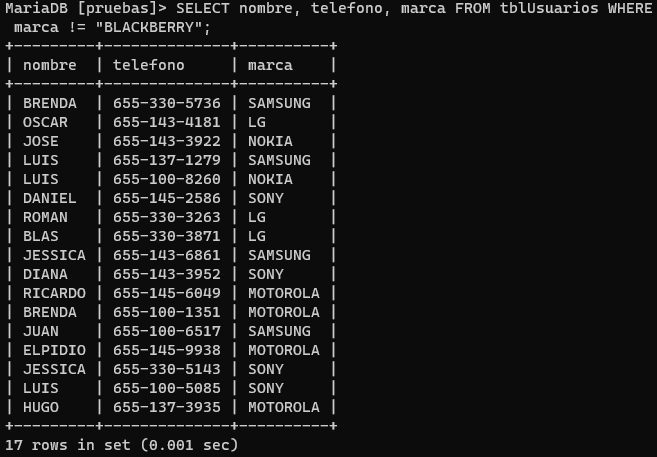 MariaDB [pruebas]> SELECT nombre, telefono, marca FROM tblUsuarios WHERE
 marca != "BLACKBERRY";
+---------+--------------+----------+
| nombre  | telefono     | marca    |
+---------+--------------+----------+
| BRENDA  | 655-330-5736 | SAMSUNG  |
| OSCAR   | 655-143-4181 | LG       |
| JOSE    | 655-143-3922 | NOKIA    |
| LUIS    | 655-137-1279 | SAMSUNG  |
| LUIS    | 655-100-8260 | NOKIA    |
| DANIEL  | 655-145-2586 | SONY     |
| ROMAN   | 655-330-3263 | LG       |
| BLAS    | 655-330-3871 | LG       |
| JESSICA | 655-143-6861 | SAMSUNG  |
| DIANA   | 655-143-3952 | SONY     |
| RICARDO | 655-145-6049 | MOTOROLA |
| BRENDA  | 655-100-1351 | MOTOROLA |
| JUAN    | 655-100-6517 | SAMSUNG  |
| ELPIDIO | 655-145-9938 | MOTOROLA |
| JESSICA | 655-330-5143 | SONY     |
| LUIS    | 655-100-5085 | SONY     |
| HUGO    | 655-137-3935 | MOTOROLA |
+---------+--------------+----------+
17 rows in set (0.001 sec)